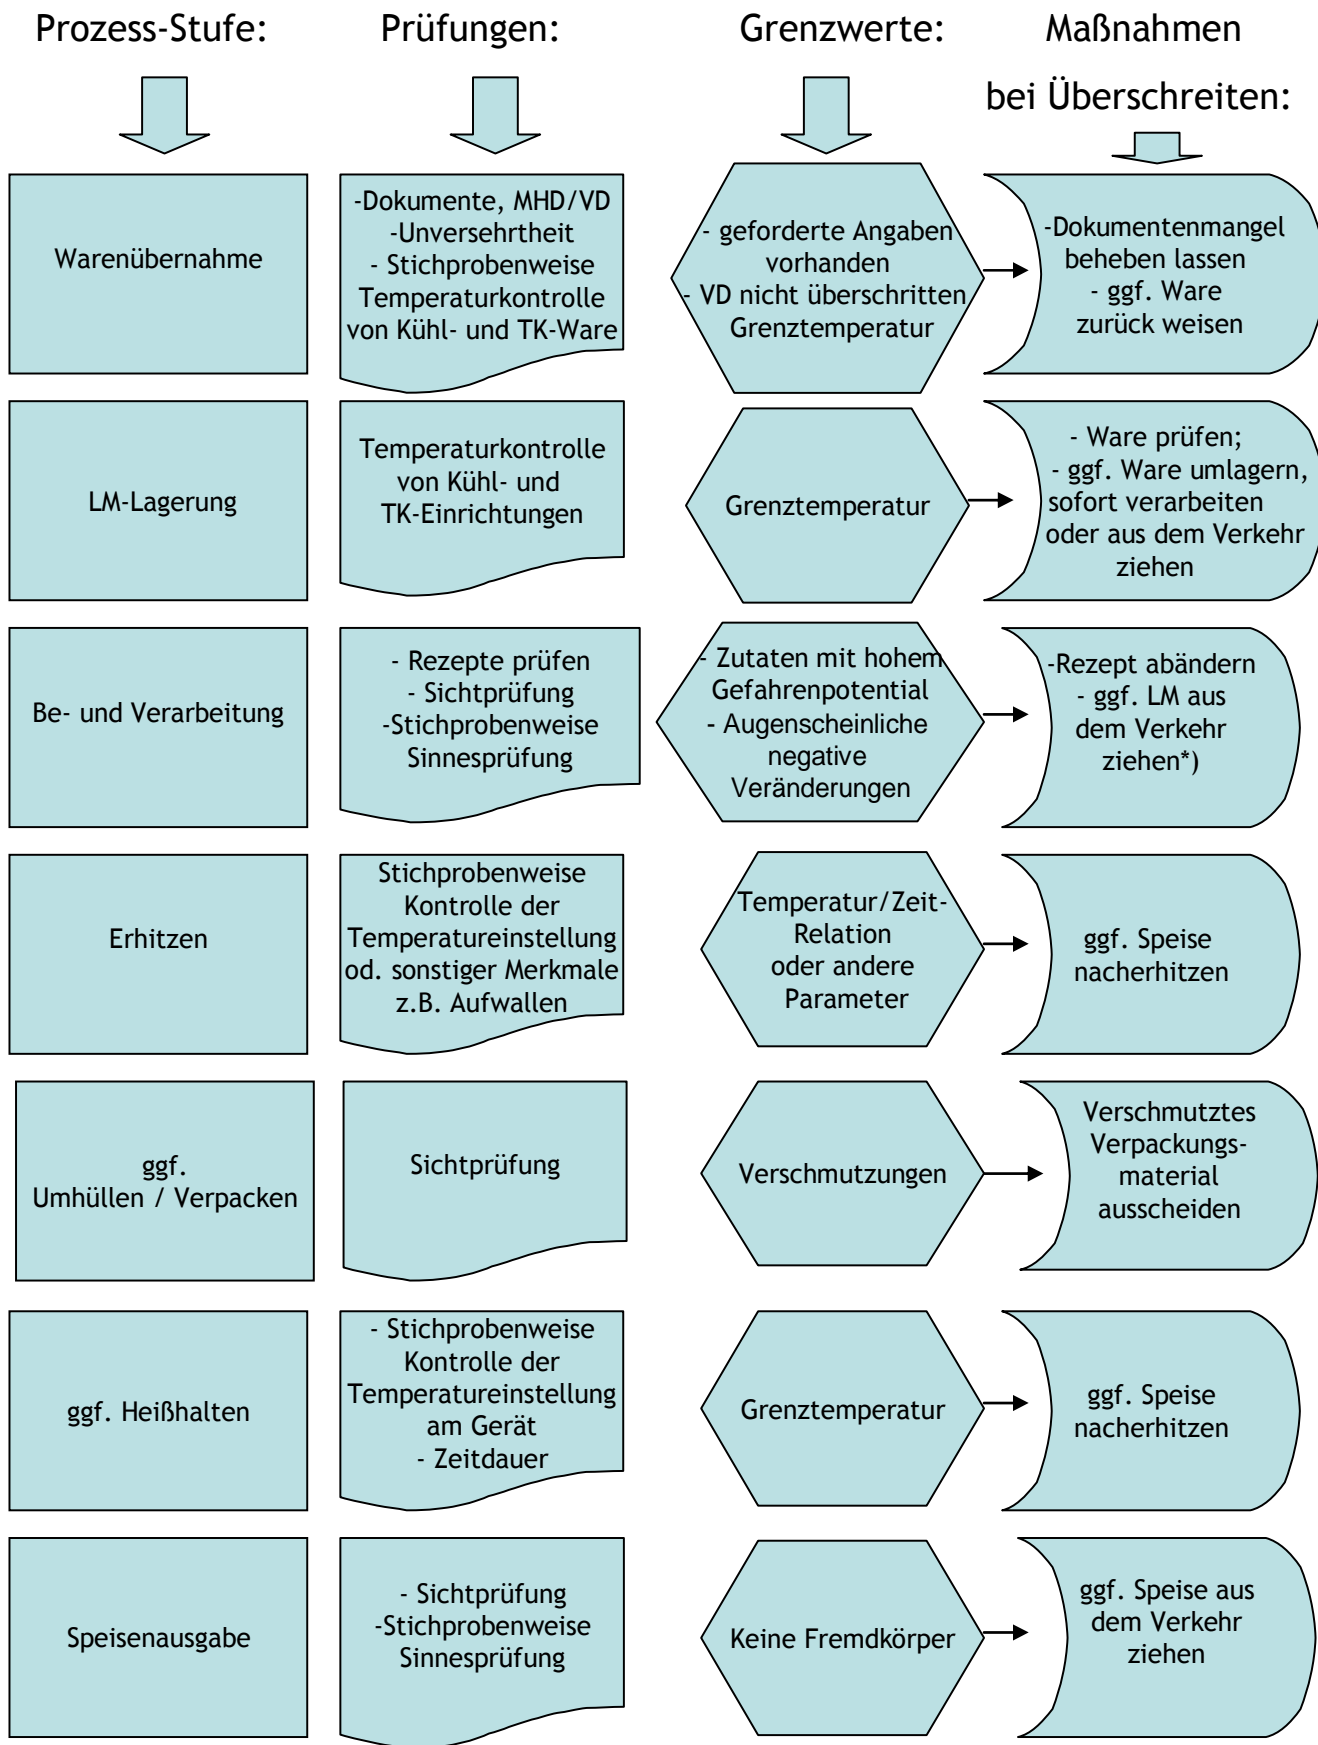 Prozess-Stufe:
Prüfungen:
Grenzwerte:
Maßnahmen
bei Überschreiten:
Warenübernahme
-Dokumente, MHD/VD
-Unversehrtheit
- Stichprobenweise
Temperaturkontrolle
von Kühl- und TK-Ware
- geforderte Angaben
vorhanden
- VD nicht überschritten
Grenztemperatur
-Dokumentenmangel
beheben lassen
- ggf. Ware
zurück weisen
LM-Lagerung
Temperaturkontrolle
von Kühl- und
TK-Einrichtungen
Grenztemperatur
- Ware prüfen;
- ggf. Ware umlagern,
sofort verarbeiten
oder aus dem Verkehr
ziehen
Be- und Verarbeitung
- Rezepte prüfen
- Sichtprüfung
-Stichprobenweise
Sinnesprüfung
- Zutaten mit hohem
Gefahrenpotential
- Augenscheinliche
negative
Veränderungen
-Rezept abändern
- ggf. LM aus
dem Verkehr
ziehen*)
Erhitzen
Stichprobenweise
Kontrolle der
Temperatureinstellung
od. sonstiger Merkmale
z.B. Aufwallen
Temperatur/Zeit-
Relation
oder andere
Parameter
ggf. Speise
nacherhitzen
ggf.
Umhüllen / Verpacken
Sichtprüfung
Verschmutzungen
Verschmutztes
Verpackungs-
material
ausscheiden
ggf. Heißhalten
- Stichprobenweise
Kontrolle der
Temperatureinstellung
am Gerät
- Zeitdauer
Grenztemperatur
ggf. Speise
nacherhitzen
Speisenausgabe
- Sichtprüfung
-Stichprobenweise
Sinnesprüfung
Keine Fremdkörper
ggf. Speise aus
dem Verkehr
ziehen